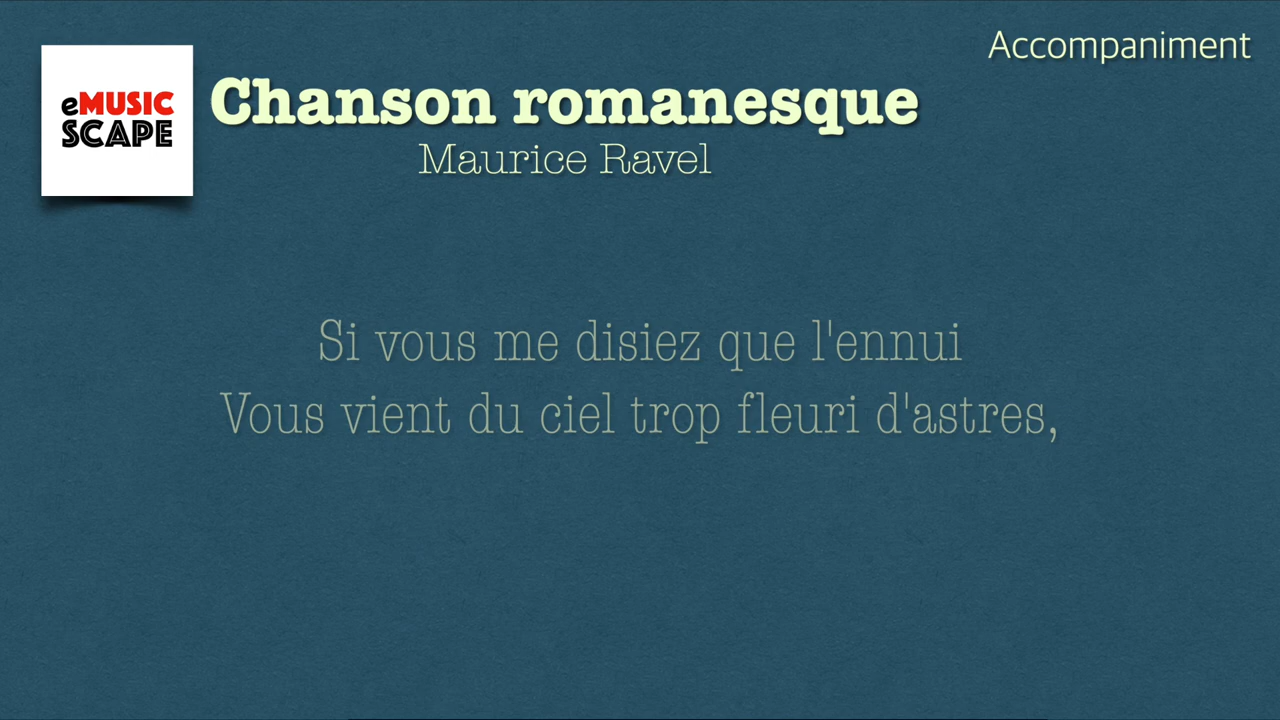 Accompaniment
eMUSIC
SCAPE
Chanson romanesque
Maurice Ravel
Si vous me disiez que l'ennui
Vous vient du ciel trop fleuri d'astres,